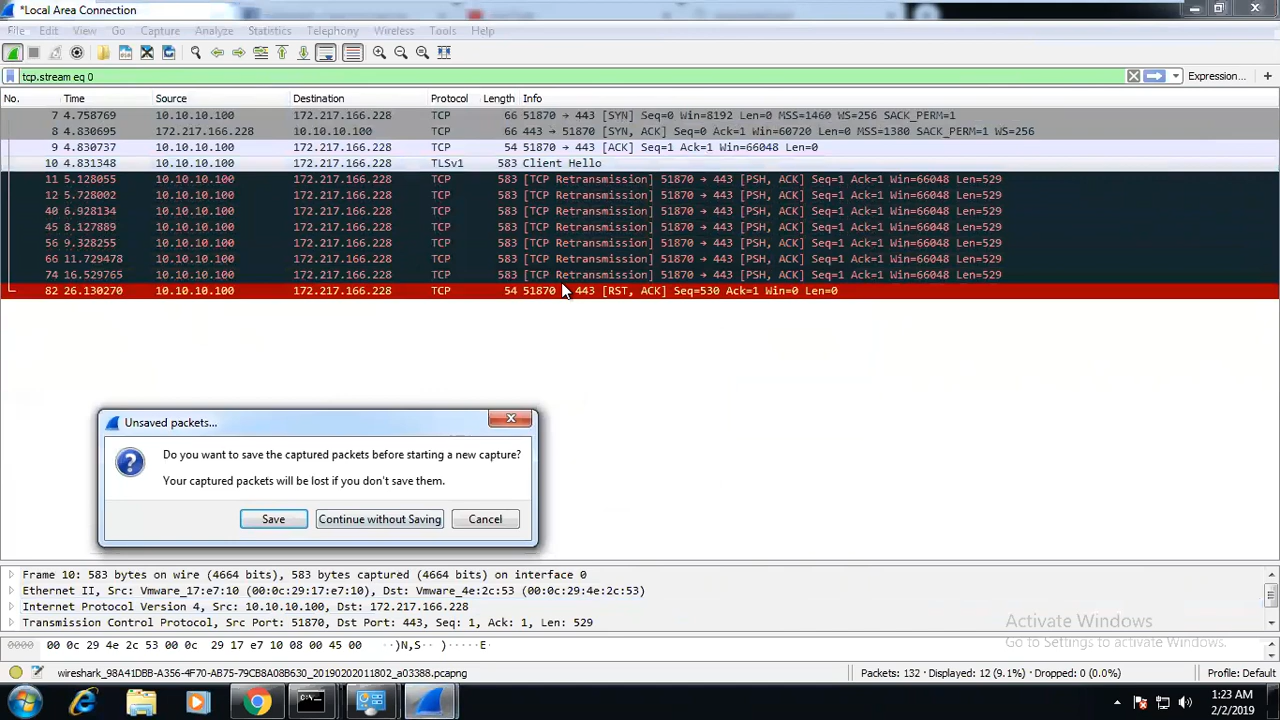 *Local Area Connection
File Edit View Go Capture Analyze Statistics Telephony Wireless Tools Help
tcp.stream eq 0 Expression... +
No. Time Source Destination Protocol Length Info
7 4.758769 10.10.10.100 172.217.166.228 TCP 66 51870 → 443 [SYN] Seq=0 Win=8192 Len=0 MSS=1460 WS=256 SACK_PERM=1
8 4.830695 172.217.166.228 10.10.10.100 TCP 66 443 → 51870 [SYN, ACK] Seq=0 Ack=1 Win=60720 Len=0 MSS=1380 SACK_PERM=1 WS=256
9 4.830737 10.10.10.100 172.217.166.228 TCP 54 51870 → 443 [ACK] Seq=1 Ack=1 Win=66048 Len=0
10 4.831348 10.10.10.100 172.217.166.228 TLSv1 583 Client Hello
11 5.128055 10.10.10.100 172.217.166.228 TCP 583 [TCP Retransmission] 51870 → 443 [PSH, ACK] Seq=1 Ack=1 Win=66048 Len=529
12 5.728002 10.10.10.100 172.217.166.228 TCP 583 [TCP Retransmission] 51870 → 443 [PSH, ACK] Seq=1 Ack=1 Win=66048 Len=529
40 6.928134 10.10.10.100 172.217.166.228 TCP 583 [TCP Retransmission] 51870 → 443 [PSH, ACK] Seq=1 Ack=1 Win=66048 Len=529
45 8.127889 10.10.10.100 172.217.166.228 TCP 583 [TCP Retransmission] 51870 → 443 [PSH, ACK] Seq=1 Ack=1 Win=66048 Len=529
56 9.328255 10.10.10.100 172.217.166.228 TCP 583 [TCP Retransmission] 51870 → 443 [PSH, ACK] Seq=1 Ack=1 Win=66048 Len=529
66 11.729478 10.10.10.100 172.217.166.228 TCP 583 [TCP Retransmission] 51870 → 443 [PSH, ACK] Seq=1 Ack=1 Win=66048 Len=529
74 16.529765 10.10.10.100 172.217.166.228 TCP 583 [TCP Retransmission] 51870 → 443 [PSH, ACK] Seq=1 Ack=1 Win=66048 Len=529
82 26.130270 10.10.10.100 172.217.166.228 TCP 54 51870 → 443 [RST, ACK] Seq=530 Ack=1 Win=0 Len=0
Unsaved packets...
Do you want to save the captured packets before starting a new capture?
Your captured packets will be lost if you don't save them.
Save Continue without Saving Cancel
Frame 10: 583 bytes on wire (4664 bits), 583 bytes captured (4664 bits) on interface 0
Ethernet II, Src: Vmware_17:e7:10 (00:0c:29:17:e7:10), Dst: Vmware_4e:2c:53 (00:0c:29:4e:2c:53)
Internet Protocol Version 4, Src: 10.10.10.100, Dst: 172.217.166.228
Transmission Control Protocol, Src Port: 51870, Dst Port: 443, Seq: 1, Ack: 1, Len: 529
Activate Windows
Go to Settings to activate Windows.
0000 00 0c 29 4e 2c 53 00 0c 29 17 e7 10 08 00 45 00 ··)N,S·· )·····E·
wireshark_98A41DBB-A356-4F70-AB75-79CB8A08B630_20190202011802_a03388.pcapng Packets: 132 · Displayed: 12 (9.1%) · Dropped: 0 (0.0%) Profile: Default
1:23 AM
2/2/2019